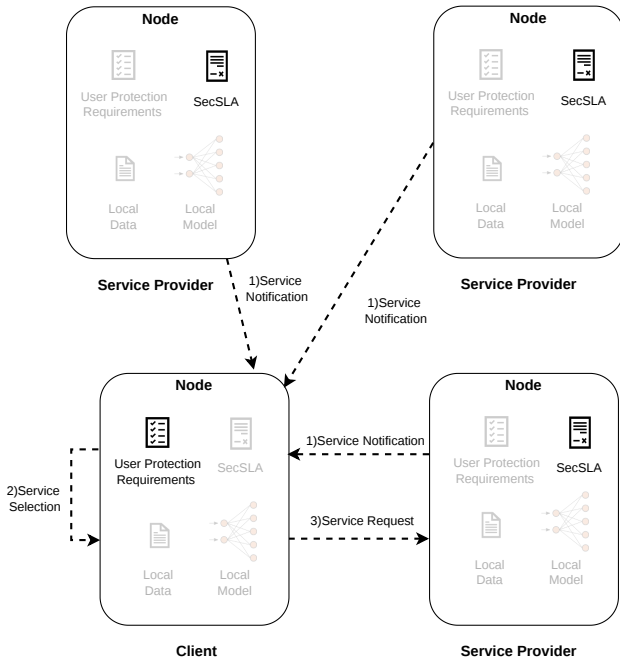 Node
User Protection
Requirements
SecSLA
Local
Data
Local
Model
Service Provider
Node
User Protection
Requirements
SecSLA
Local
Data
Local
Model
Service Provider
1)Service
Notification
1)Service
Notification
Node
User Protection
Requirements
SecSLA
Local
Data
Local
Model
Client
2)Service
Selection
1)Service Notification
3)Service Request
Node
User Protection
Requirements
SecSLA
Local
Data
Local
Model
Service Provider